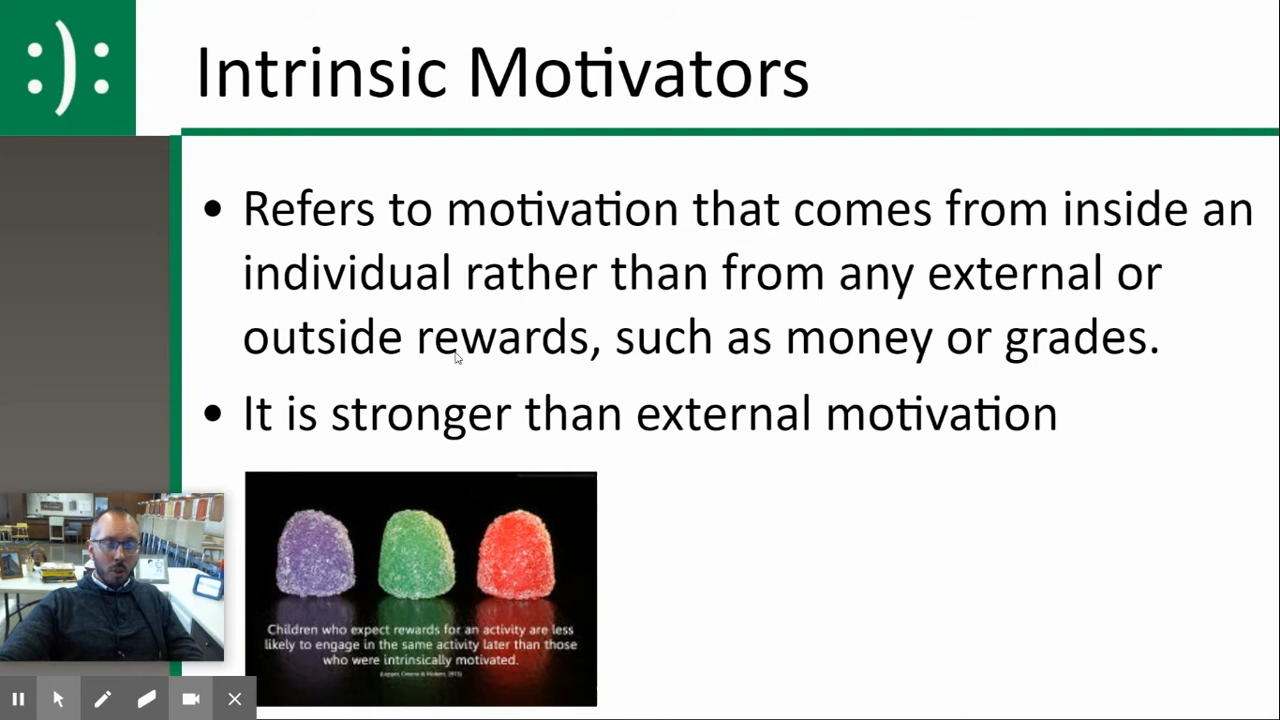 :):
Intrinsic Motivators
• Refers to motivation that comes from inside an
individual rather than from any external or
outside rewards, such as money or grades.
• It is stronger than external motivation
Children who expect rewards for an activity are less
likely to engage in the same activity later than those
who were intrinsically motivated.
(Lepper, Greene &